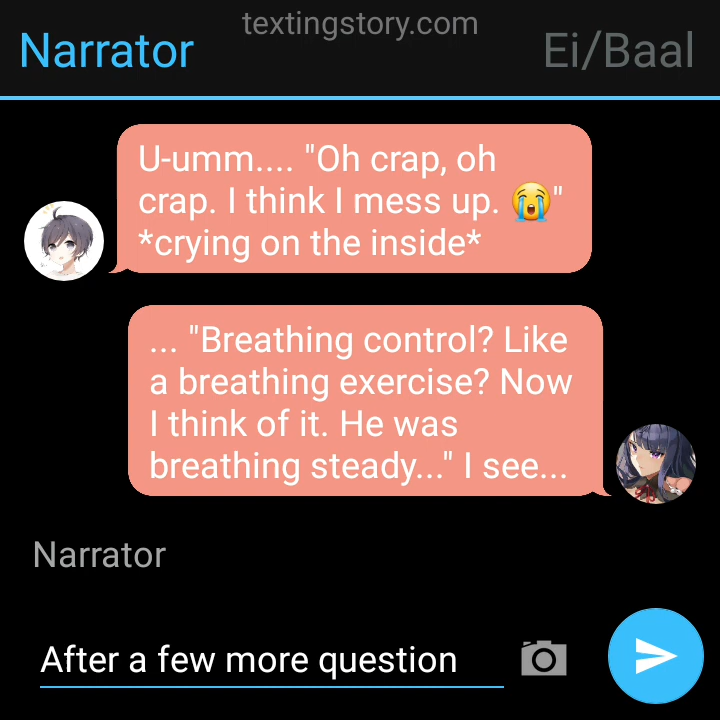 textingstory.com
Narrator
Ei/Baal
U-umm.... "Oh crap, oh
crap. I think I mess up. 😭"
*crying on the inside*
... "Breathing control? Like
a breathing exercise? Now
I think of it. He was
breathing steady..." I see...
Narrator
After a few more question